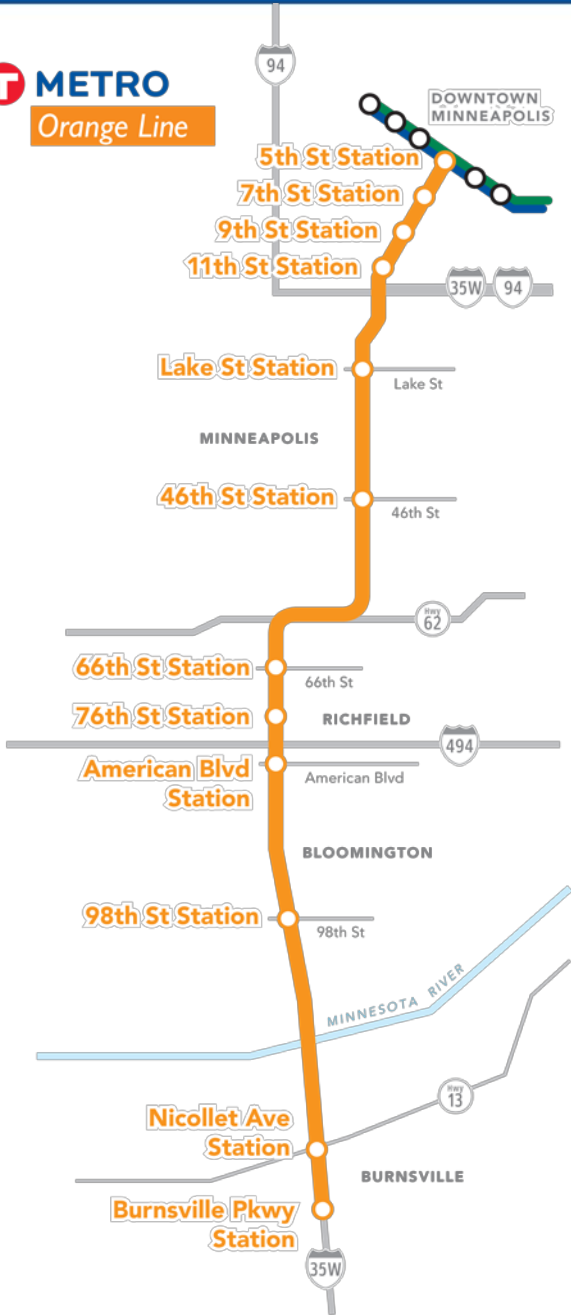 T METRO
Orange Line
94
DOWNTOWN
MINNEAPOLIS
5th St Station
7th St Station
9th St Station
11th St Station
35W
94
Lake St Station
Lake St
MINNEAPOLIS
46th St Station
46th St
Hwy
62
66th St Station
66th St
76th St Station
RICHFIELD
494
American Blvd
Station
American Blvd
BLOOMINGTON
98th St Station
98th St
MINNESOTA RIVER
Hwy
13
Nicollet Ave
Station
BURNSVILLE
Burnsville Pkwy
Station
35W